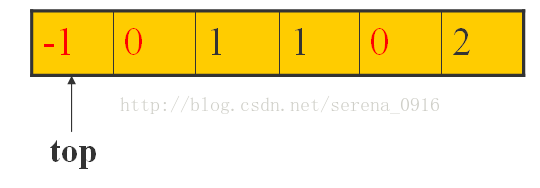 -1 0 1 1 0 2
http://blog.csdn.net/serena_0916
top